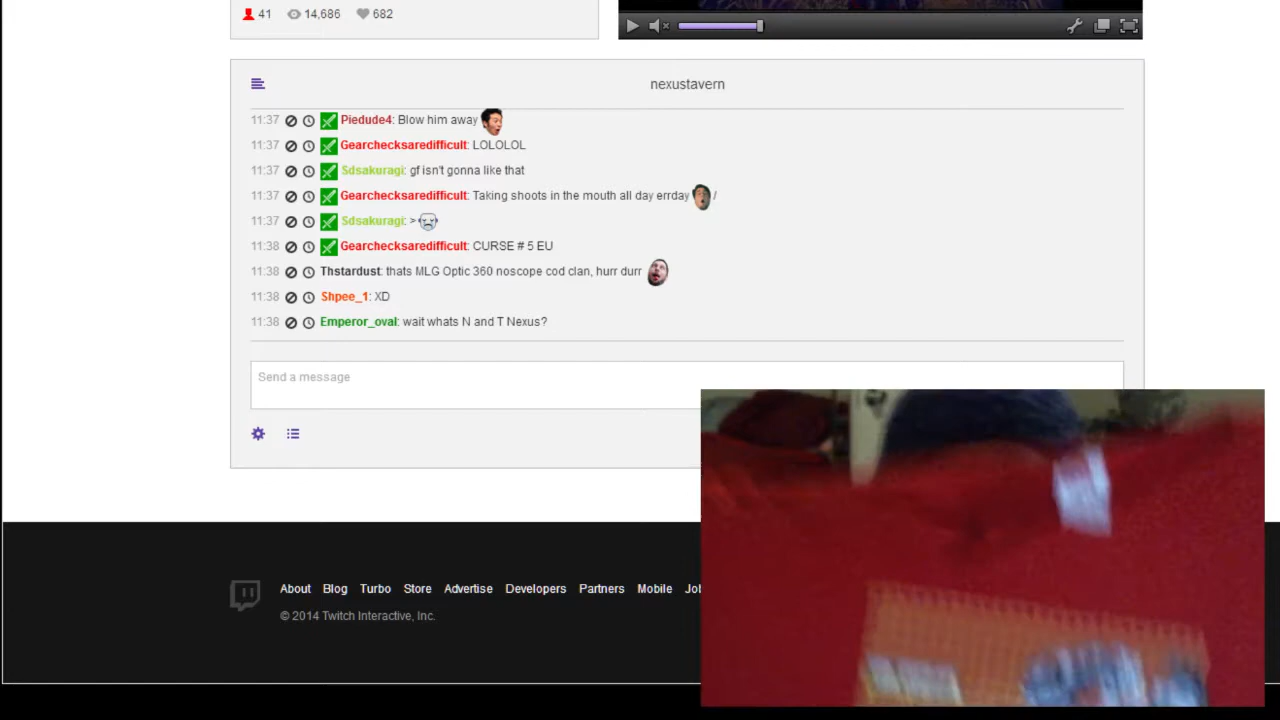 41 14,686 682
nexustavern
11:37 Piedude4: Blow him away
11:37 Gearchecksaredifficult: LOLOLOL
11:37 Sdsakuragi: gf isn't gonna like that
11:37 Gearchecksaredifficult: Taking shoots in the mouth all day errday /
11:37 Sdsakuragi: >
11:38 Gearchecksaredifficult: CURSE # 5 EU
11:38 Thstardust: thats MLG Optic 360 noscope cod clan, hurr durr
11:38 Shpee_1: XD
11:38 Emperor_oval: wait whats N and T Nexus?
Send a message
About Blog Turbo Store Advertise Developers Partners Mobile Jo
© 2014 Twitch Interactive, Inc.